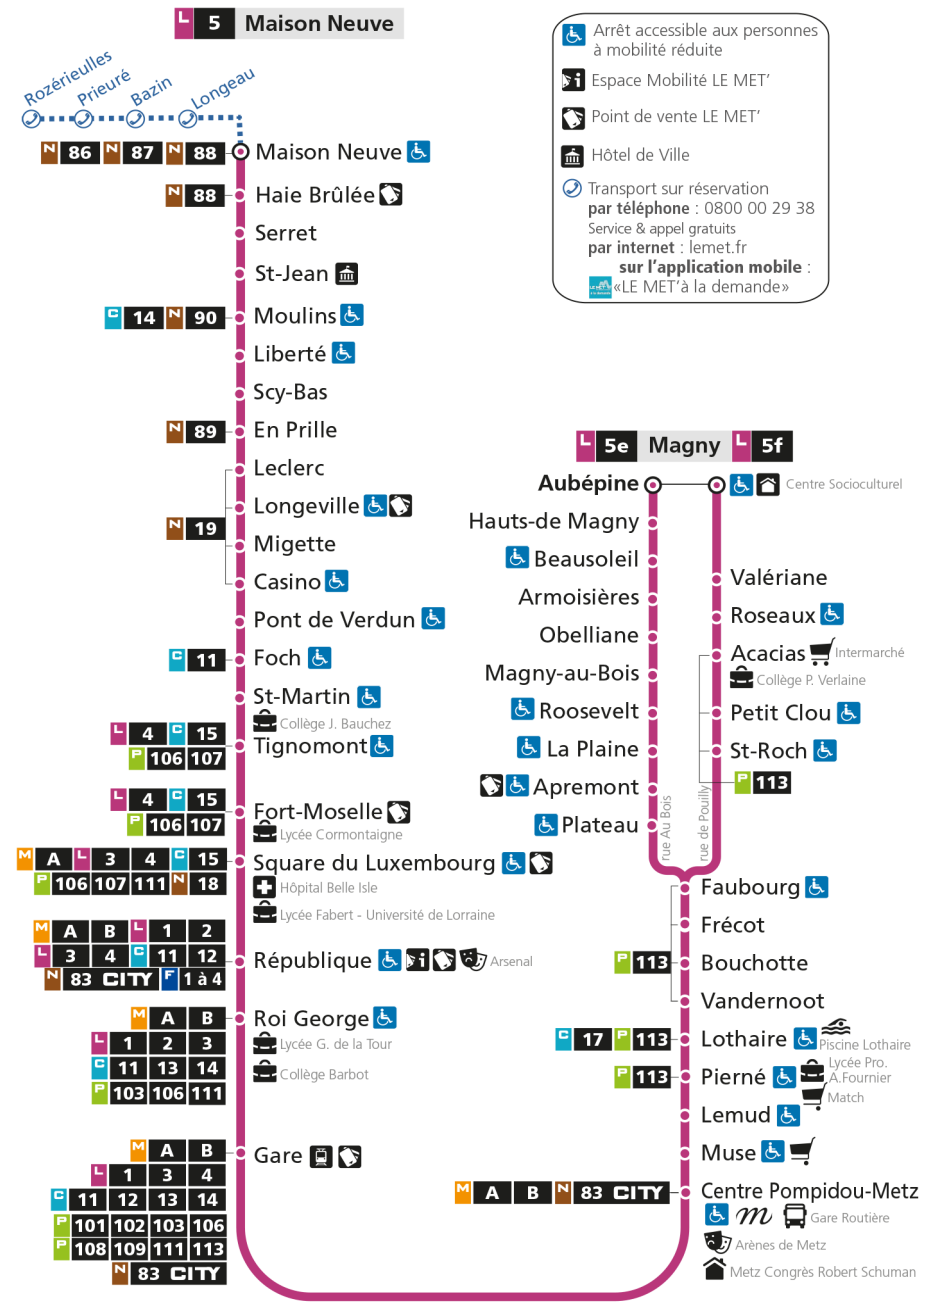 L 5 Maison Neuve
Rozérieulles
Prieuré
Bazin
Longeau
N 86 N 87 N 88 Maison Neuve
N 88 Haie Brûlée
Serret
St-Jean
C 14 N 90 Moulins
Liberté
Scy-Bas
N 89 En Prille
Leclerc
Longeville
N 19
Migette
Casino
Pont de Verdun
C 11 Foch
St-Martin
Collège J. Bauchez
L 4 C 15
P 106 107
Tignomont
L 4 C 15
P 106 107
Fort-Moselle
Lycée Cormontaigne
M A L 3 4 C 15
P 106 107 111 N 18
Square du Luxembourg
Hôpital Belle Isle
Lycée Fabert - Université de Lorraine
M A B L 1 2
L 3 4 C 11 12
N 83 CITY F 1 à 4
République i Arsenal
M A B
L 1 2 3
C 11 13 14
P 103 106 111
Roi George
Lycée G. de la Tour
Collège Barbot
M A B
L 1 3 4
C 11 12 13 14
P 101 102 103 106
P 108 109 111 113
N 83 CITY
Gare
Arrêt accessible aux personnes
à mobilité réduite
i Espace Mobilité LE MET’
Point de vente LE MET’
Hôtel de Ville
Transport sur réservation
par téléphone : 0800 00 29 38
Service & appel gratuits
par internet : lemet.fr
sur l’application mobile :
«LE MET’à la demande»
L 5e Magny L 5f
Aubépine
Centre Socioculturel
Hauts-de Magny
Beausoleil
Armoisières
Obelliane
Magny-au-Bois
Roosevelt
La Plaine
Apremont
Plateau
rue Au Bois
rue de Pouilly
Valériane
Roseaux
Acacias Intermarché
Collège P. Verlaine
Petit Clou
St-Roch
P 113
Faubourg
Frécot
P 113 Bouchotte
Vandernoot
C 17 P 113 Lothaire
Piscine Lothaire
P 113 Pierné
Lycée Pro.
A.Fournier
Match
Lemud
Muse
M A B N 83 CITY Centre Pompidou-Metz
m Gare Routière
Arènes de Metz
Metz Congrès Robert Schuman